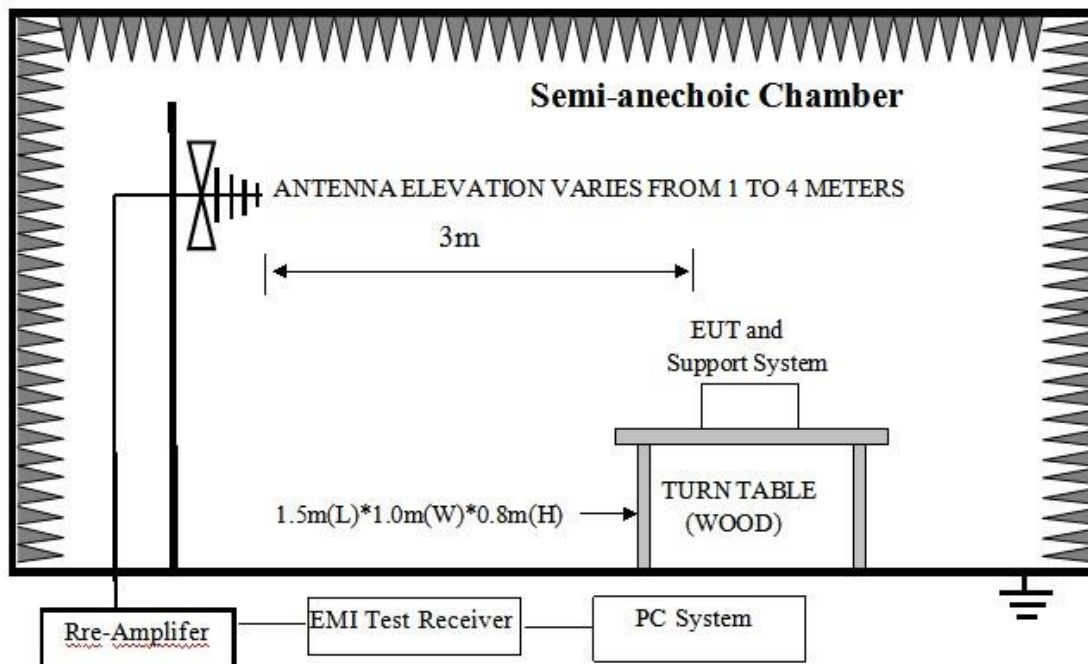 Semi-anechoic Chamber
ANTENNA ELEVATION VARIES FROM 1 TO 4 METERS
3m
EUT and
Support System
1.5m(L)*1.0m(W)*0.8m(H)
TURN TABLE
(WOOD)
Rre-Amplifer
EMI Test Receiver
PC System